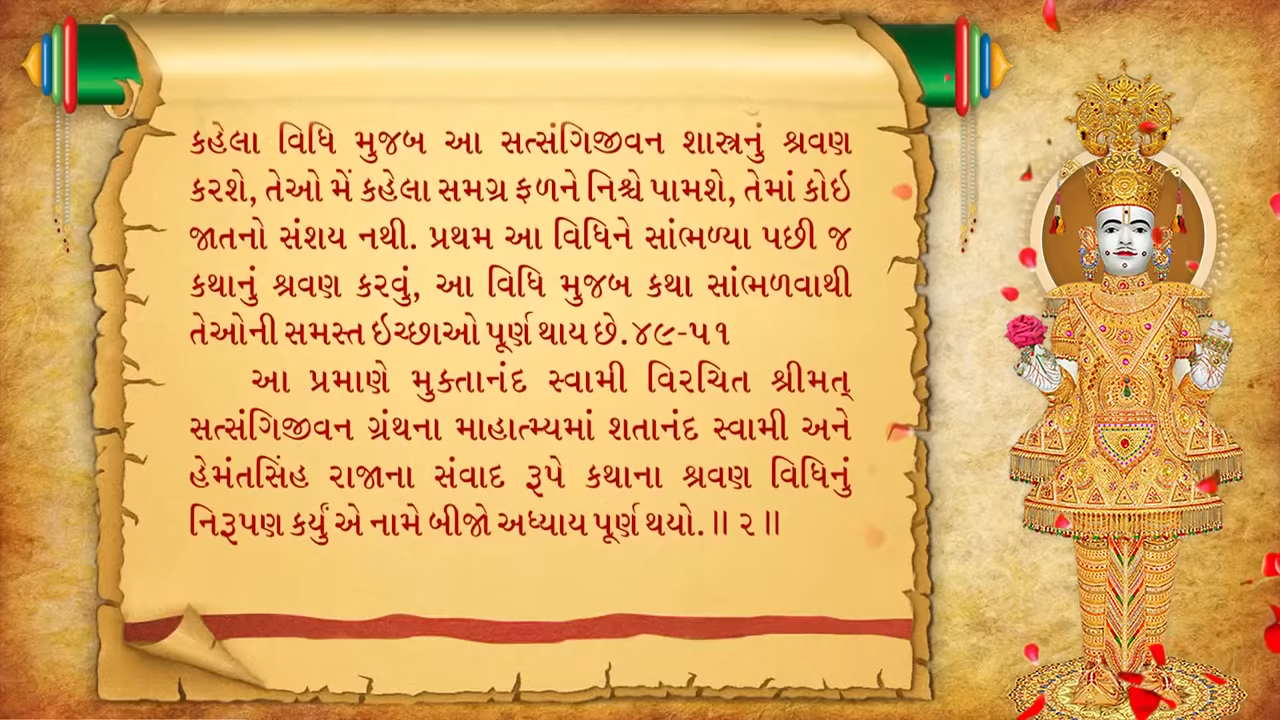 કહેલા વિધિ મુજબ આ સત્સંગિજીવન શાસ્ત્રનું શ્રવણ
કરશે, તેઓ મેં કહેલા સમગ્ર ફળને નિશ્ચે પામશે, તેમાં કોઇ
જાતનો સંશય નથી. પ્રથમ આ વિધિને સાંભળ્યા પછી જ
કથાનું શ્રવણ કરવું, આ વિધિ મુજબ કથા સાંભળવાથી
તેઓની સમસ્ત ઇચ્છાઓ પૂર્ણ થાય છે.૪૯-૫૧
આ પ્રમાણે મુક્તાનંદ સ્વામી વિરચિત શ્રીમત્
સત્સંગિજીવન ગ્રંથના માહાત્મ્યમાં શતાનંદ સ્વામી અને
હેમંતસિંહ રાજાના સંવાદ રૂપે કથાના શ્રવણ વિધિનું
નિરૂપણ કર્યું એ નામે બીજો અધ્યાય પૂર્ણ થયો. ॥ ૨ ॥